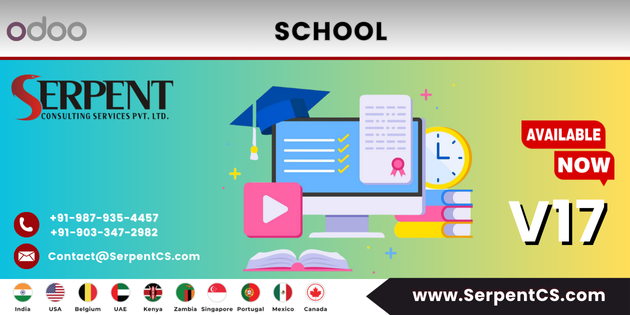 odoo
SCHOOL
SERPENT
CONSULTING SERVICES PVT. LTD.
AVAILABLE
NOW
V17
+91-987-935-4457
+91-903-347-2982
Contact@SerpentCS.com
India USA Belgium UAE Kenya Zambia Singapore Portugal Mexico Canada
www.SerpentCS.com